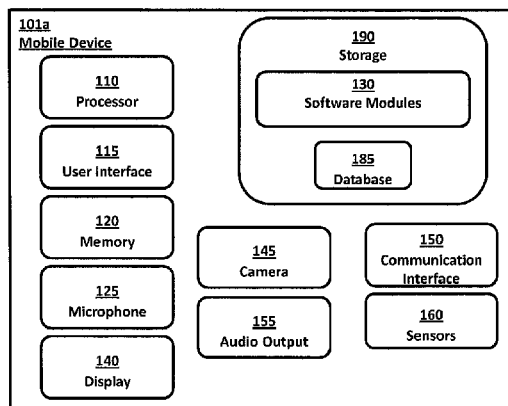 101a
Mobile Device
110
Processor
115
User Interface
120
Memory
125
Microphone
140
Display
190
Storage
130
Software Modules
185
Database
145
Camera
155
Audio Output
150
Communication
Interface
160
Sensors